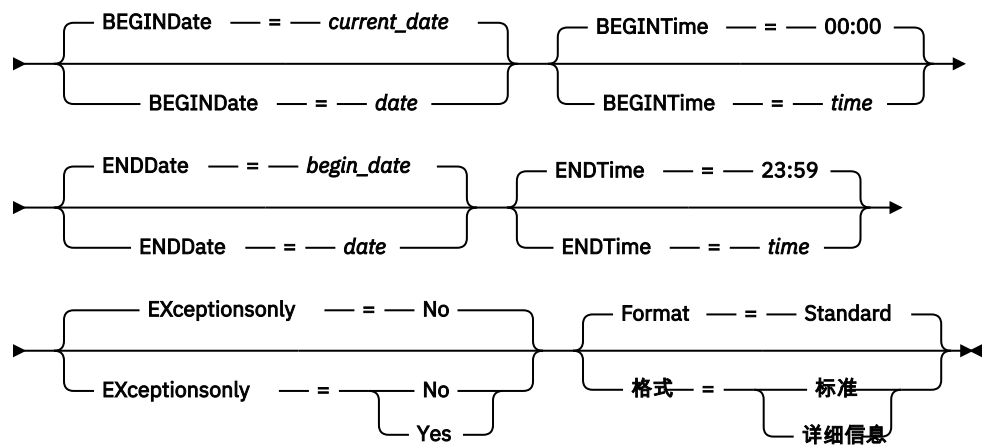 BEGINDate = current_date BEGINTime = 00:00
BEGINDate = date BEGINTime = time
ENDDate = begin_date ENDTime = 23:59
ENDDate = date ENDTime = time
EXceptionsonly = No Format = Standard
EXceptionsonly = No 格式 = 标准
Yes 详细信息